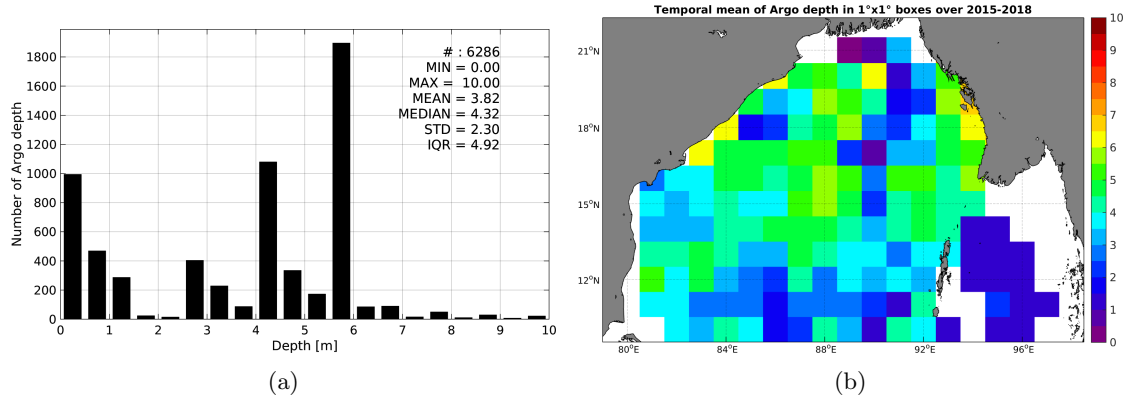 # : 6286
MIN = 0.00
MAX = 10.00
MEAN = 3.82
MEDIAN = 4.32
STD = 2.30
IQR = 4.92
Number of Argo depth
1800
1600
1400
1200
1000
800
600
400
200
0
0 1 2 3 4 5 6 7 8 9 10
Depth [m]
(a)
Temporal mean of Argo depth in 1°x1° boxes over 2015-2018
21°N
18°N
15°N
12°N
80°E 84°E 88°E 92°E 96°E
10
9
8
7
6
5
4
3
2
1
0
(b)